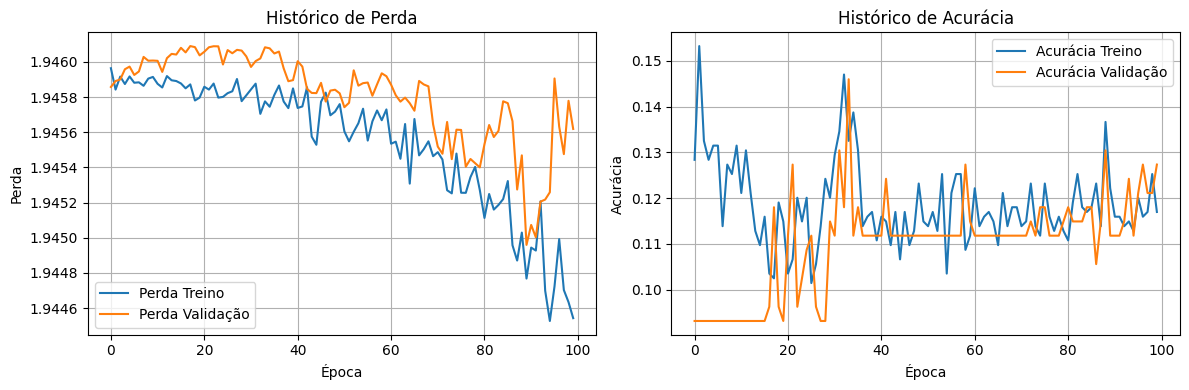 Histórico de Perda
Perda
1.9460
1.9458
1.9456
1.9454
1.9452
1.9450
1.9448
1.9446
Perda Treino
Perda Validação
0
20
40
60
80
100
Época
Histórico de Acurácia
Acurácia
0.15
0.14
0.13
0.12
0.11
0.10
Acurácia Treino
Acurácia Validação
0
20
40
60
80
100
Época